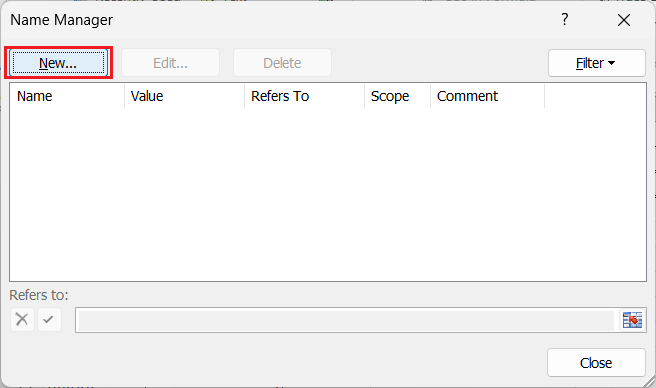 Name Manager
?
New... Edit... Delete Filter
Name Value Refers To Scope Comment
Refers to:
Close